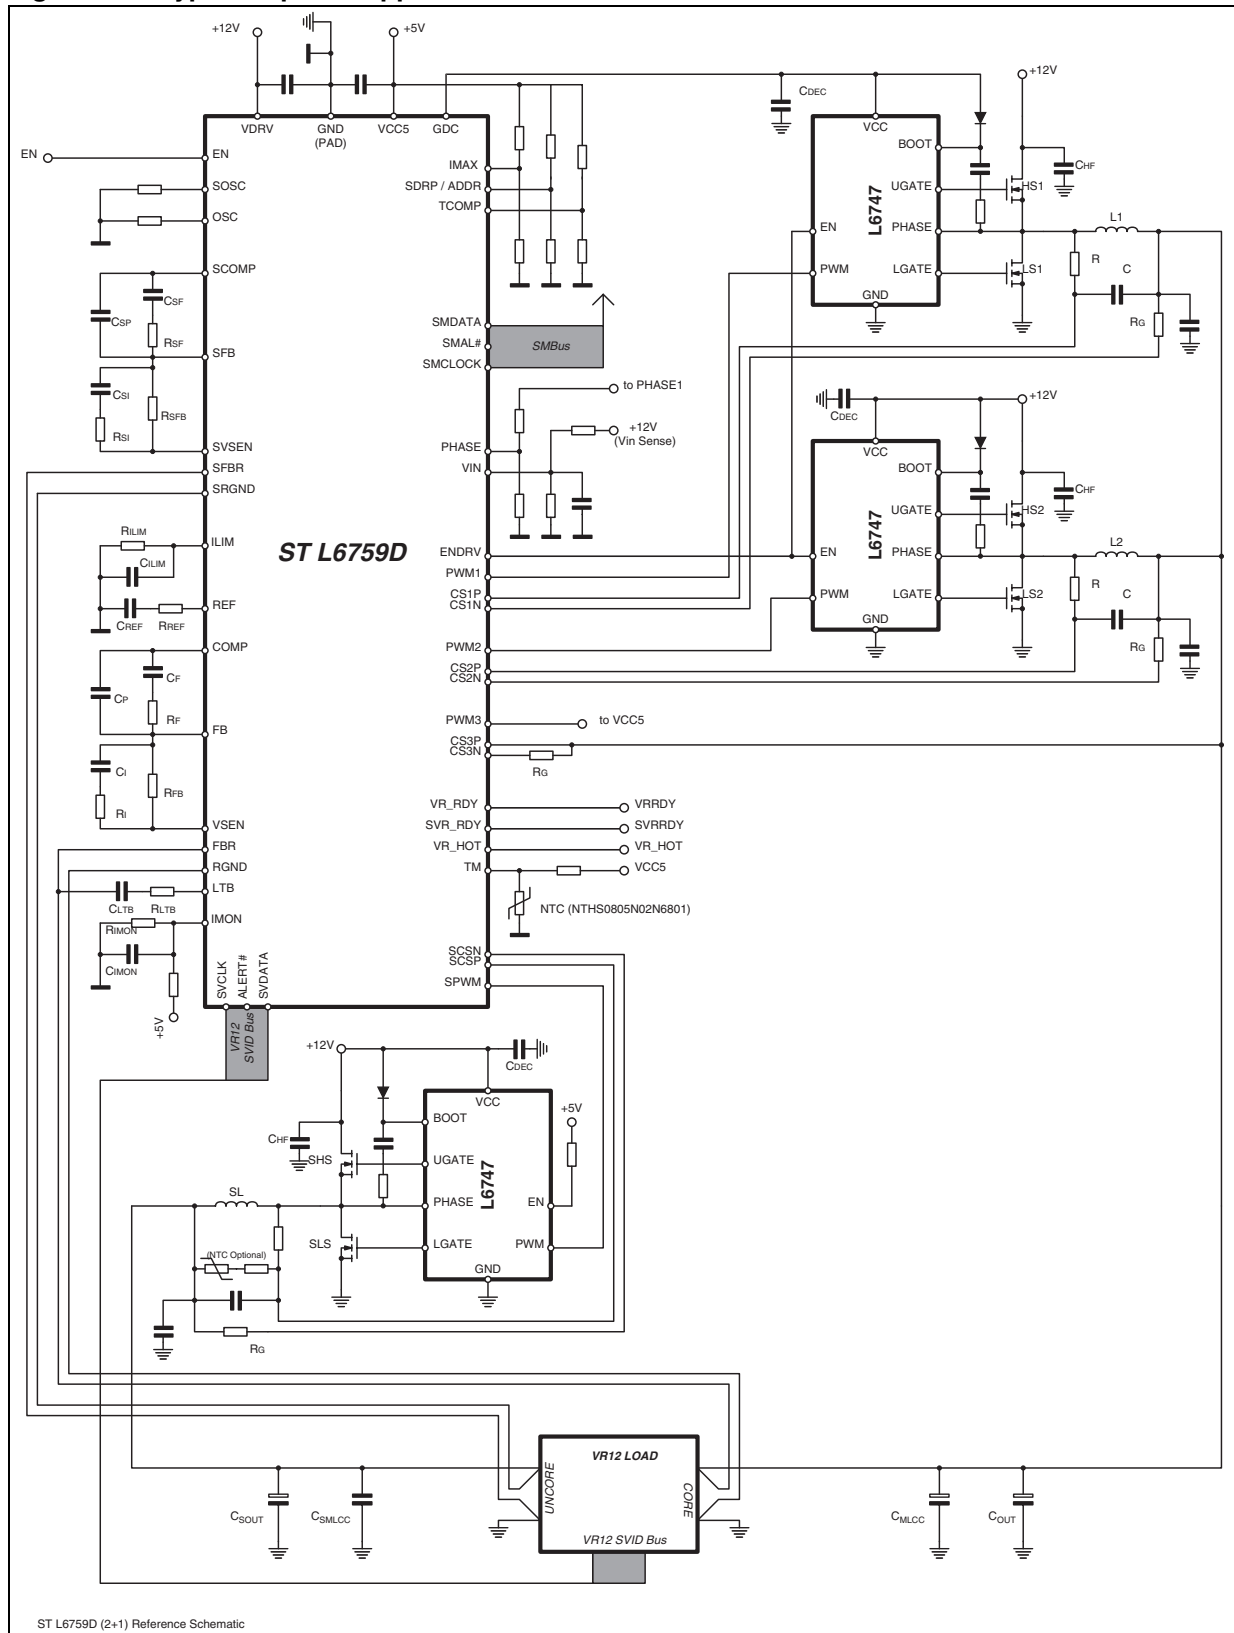 +12V
+5V
VDRV
GND
(PAD)
VCC5
GDC
EN
EN
SOSC
OSC
SCOMP
CSF
CSP
RSF
SFB
CSI
RSFB
RSI
SVSEN
SFBR
SRGND
RILIM
ILIM
CILIM
REF
CREF
RREF
COMP
CF
CP
RF
FB
CI
RFB
RI
VSEN
FBR
RGND
LTB
CLTB
RLTB
IMON
RIMON
CIMON
+5V
SVCLK
ALERT#
SVDATA
VR12
SVID Bus
ST L6759D
IMAX
SDRP / ADDR
TCOMP
SMDATA
SMAL#
SMCLOCK
SMBus
to PHASE1
+12V
(Vin Sense)
PHASE
VIN
ENDRV
PWM1
CS1P
CS1N
PWM2
CS2P
CS2N
PWM3
to VCC5
CS3P
CS3N
RG
VR_RDY
VRRDY
SVR_RDY
SVRRDY
VR_HOT
VR_HOT
TM
VCC5
NTC (NTHS0805N02N6801)
SCSN
SCSP
SPWM
CDEC
+12V
VCC
BOOT
CHF
UGATE
HS1
L6747
EN
PHASE
L1
R
C
PWM
LGATE
LS1
GND
RG
CDEC
+12V
VCC
BOOT
CHF
UGATE
HS2
L6747
EN
PHASE
L2
R
C
PWM
LGATE
LS2
GND
RG
+12V
CDEC
VCC
+5V
BOOT
CHF
SHS
UGATE
L6747
SL
PHASE
EN
SLS
LGATE
PWM
(NTC Optional)
GND
RG
VR12 LOAD
UNCORE
CORE
VR12 SVID Bus
CSOUT
CSMLCC
CMLCC
COUT
ST L6759D (2+1) Reference Schematic